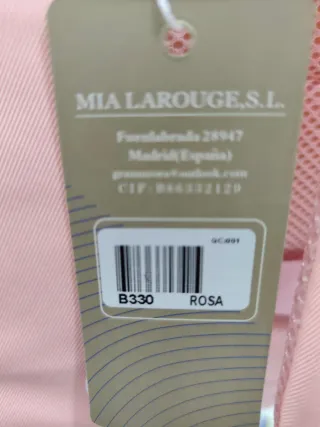 MIA LAROUGE,S.L.
Fuenlabrada 28947
Madrid(España)
CIF: B86332129
GC:001
B330 ROSA